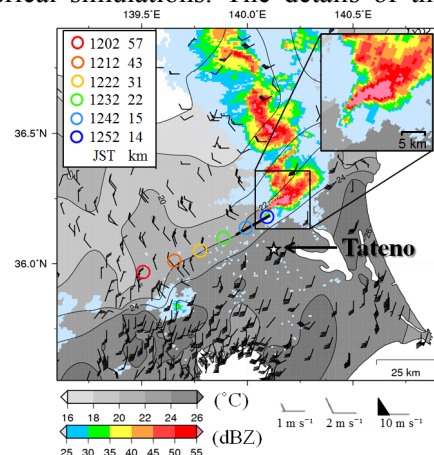 erical simulations. The details of th
139.5°E 140.0°E 140.5°E
1202 57
1212 43
1222 31
1232 22
1242 15
1252 14
JST km
5 km
36.5°N
36.0°N
20
24
22
24
26
Tateno
25 km
(°C)
16 18 20 22 24 26
1 m s⁻¹ 2 m s⁻¹ 10 m s⁻¹
(dBZ)
25 30 35 40 45 50 55